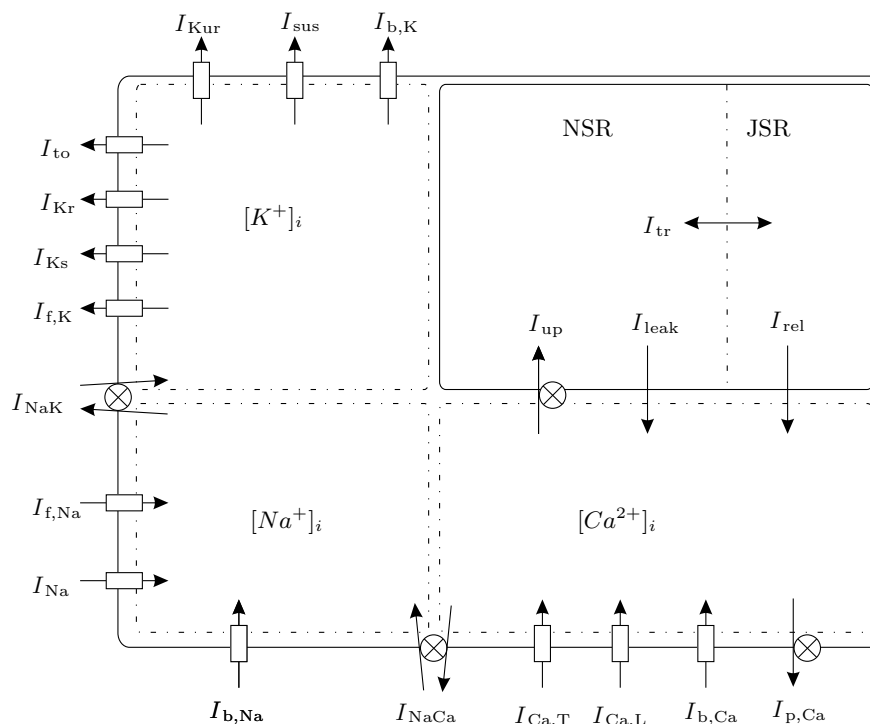 I_Kur I_sus I_b,K
NSR JSR
I_to
I_Kr
[K^+]_i
I_tr
I_Ks
I_f,K
I_up I_leak I_rel
I_NaK
I_f,Na
[Na^+]_i [Ca^2+]_i
I_Na
I_b,Na I_NaCa I_Ca,T I_Ca,L I_b,Ca I_p,Ca